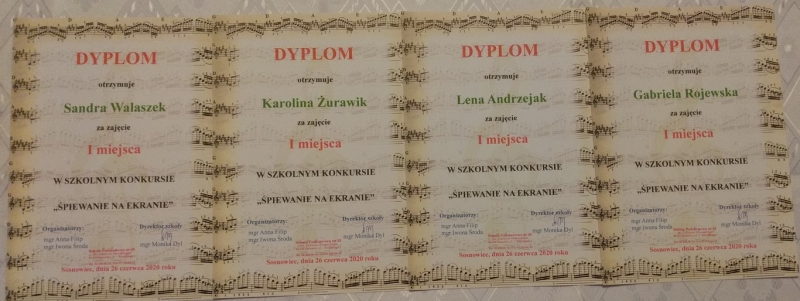 DYPLOM
otrzymuje
Sandra Walaszek
za zajęcie
I miejsca
W SZKOLNYM KONKURSIE
„ŚPIEWANIE NA EKRANIE”
Organizatorzy:
Dyrektor szkoły
mgr Anna Filip
mgr Iwona Środa
mgr Monika Dyl
Sosnowiec, dnia 26 czerwca 2020 roku
DYPLOM
otrzymuje
Karolina Żurawik
za zajęcie
I miejsca
W SZKOLNYM KONKURSIE
„ŚPIEWANIE NA EKRANIE”
Organizatorzy:
Dyrektor szkoły
mgr Anna Filip
mgr Iwona Środa
mgr Monika Dyl
Sosnowiec, dnia 26 czerwca 2020 roku
DYPLOM
otrzymuje
Lena Andrzejak
za zajęcie
I miejsca
W SZKOLNYM KONKURSIE
„ŚPIEWANIE NA EKRANIE”
Organizatorzy:
Dyrektor szkoły
mgr Anna Filip
mgr Iwona Środa
mgr Monika Dyl
Sosnowiec, dnia 26 czerwca 2020 roku
DYPLOM
otrzymuje
Gabriela Rojewska
za zajęcie
I miejsca
W SZKOLNYM KONKURSIE
„ŚPIEWANIE NA EKRANIE”
Organizatorzy:
Dyrektor szkoły
mgr Anna Filip
mgr Iwona Środa
mgr Monika Dyl
Sosnowiec, dnia 26 czerwca 2020 roku